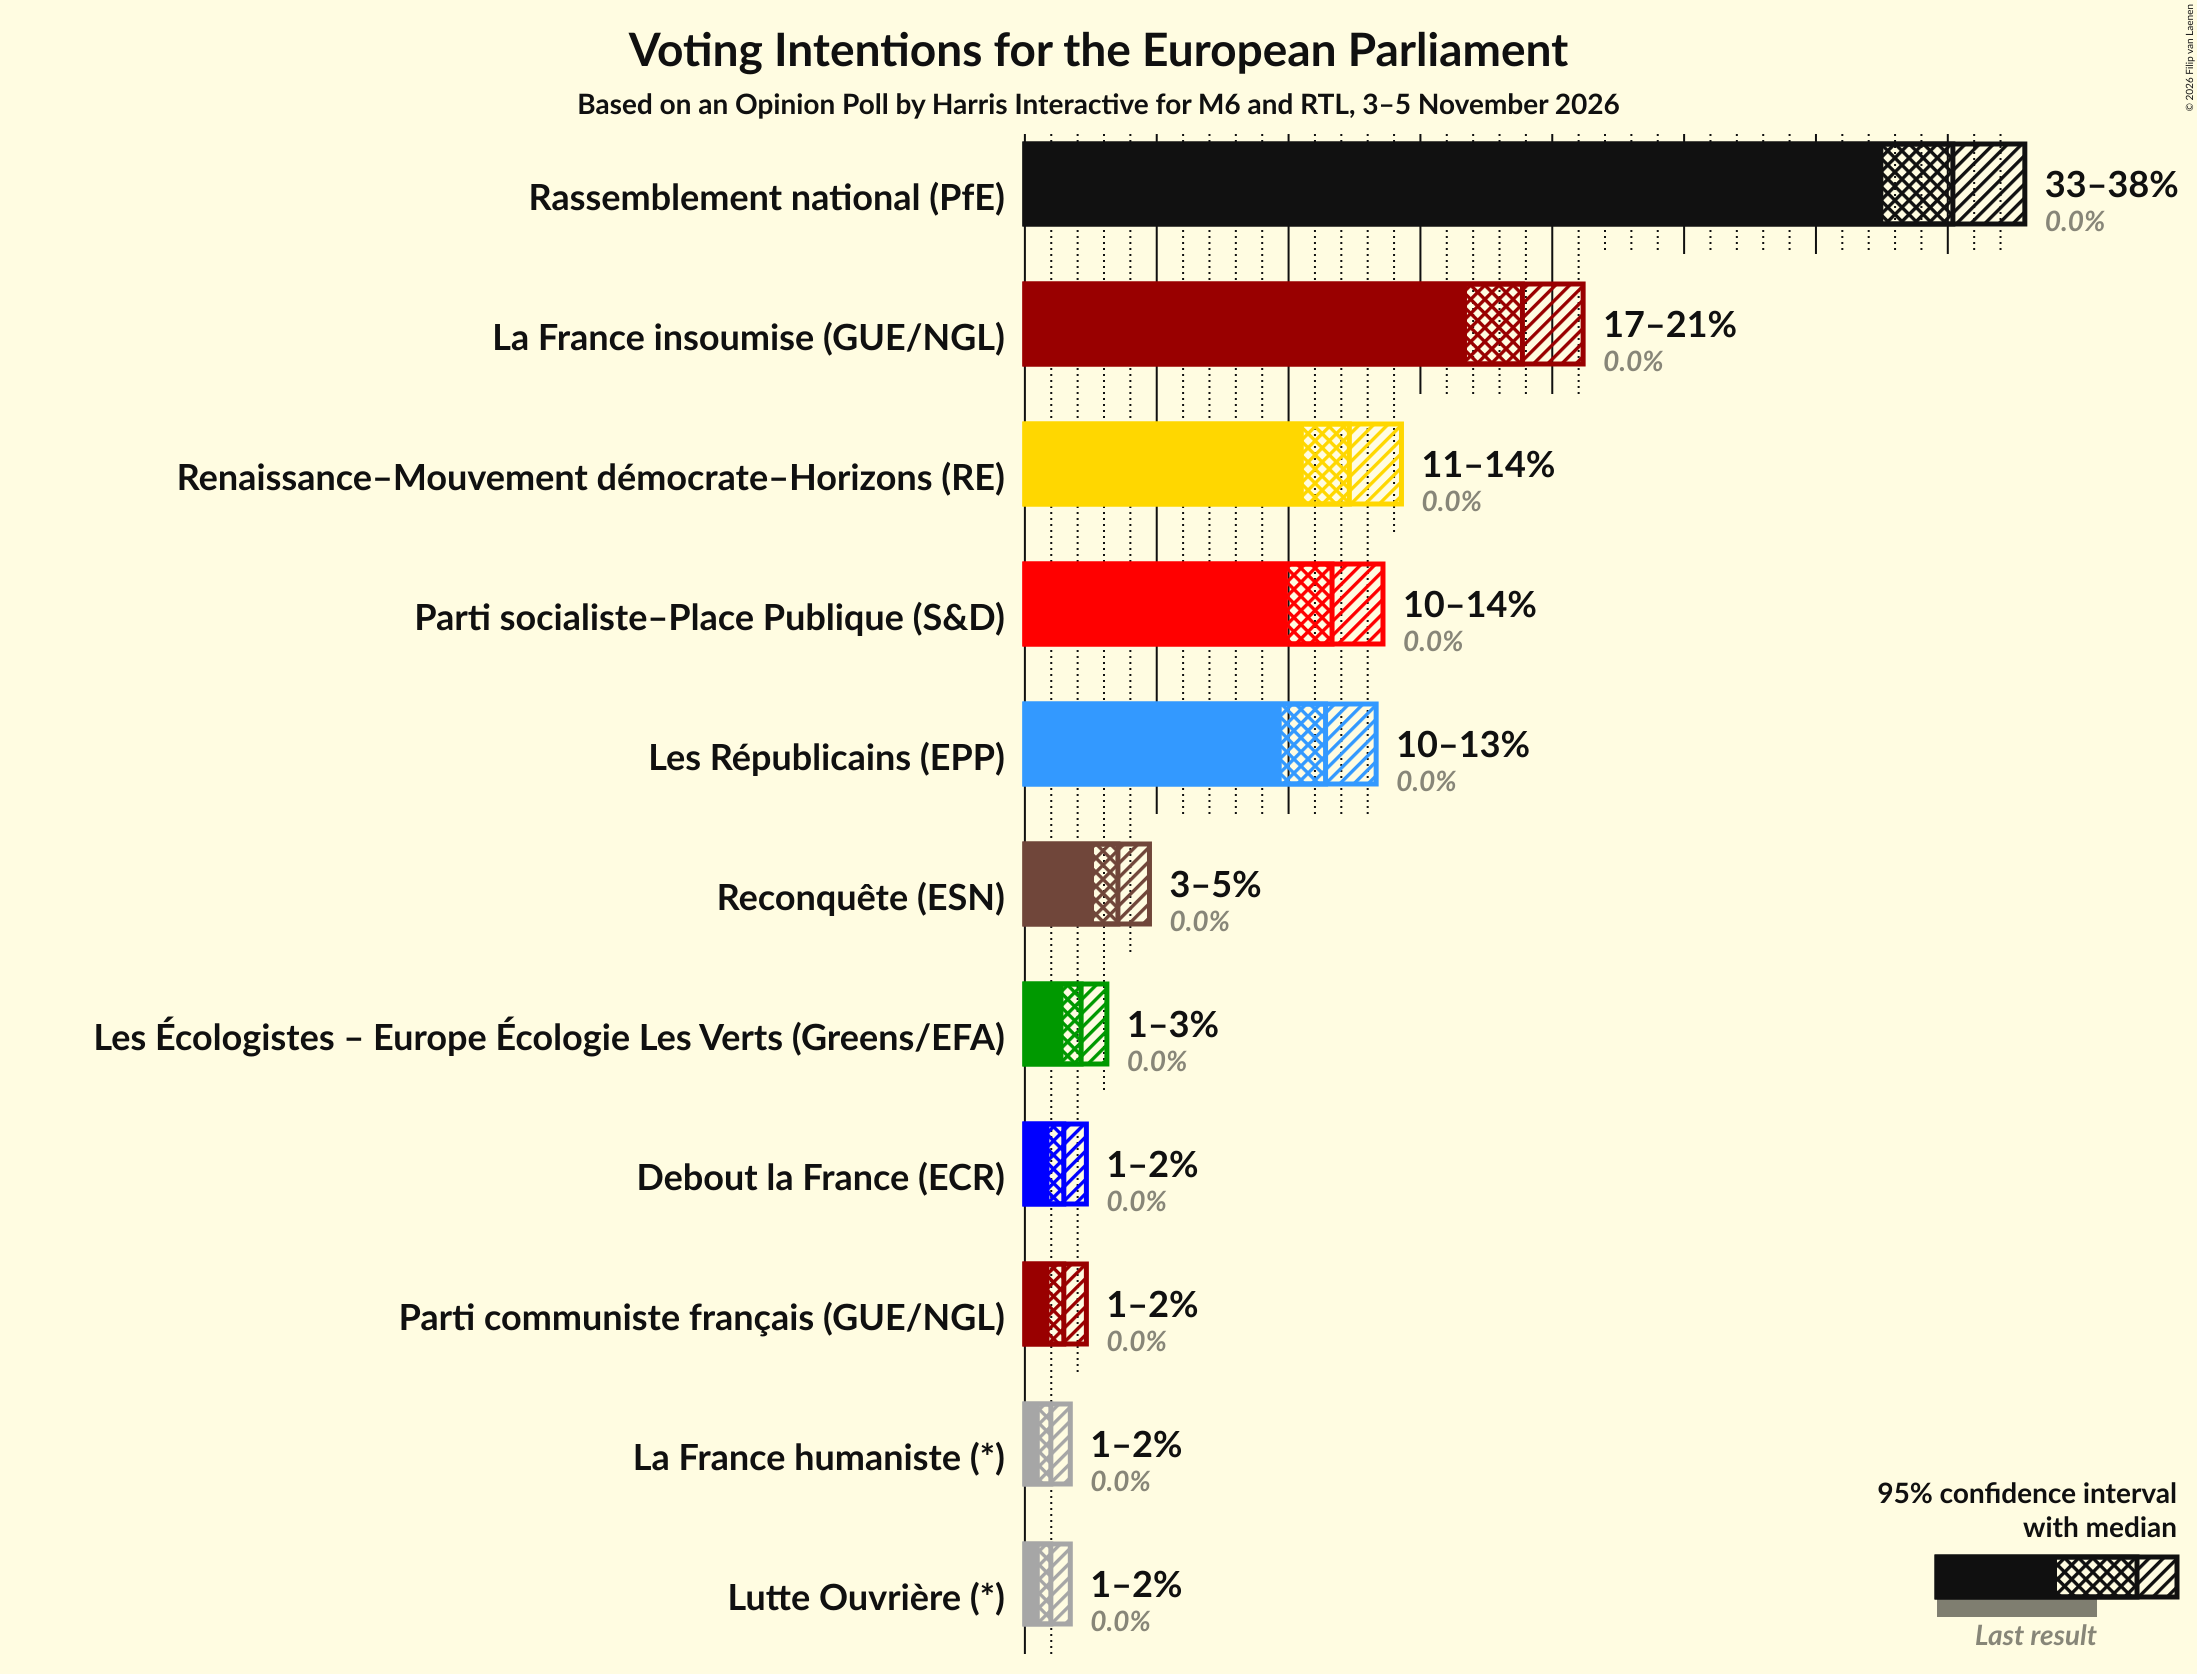 Voting Intentions for the European Parliament
Based on an Opinion Poll by Harris Interactive for M6 and RTL, 3–5 November 2026
© 2026 Filip van Laenen
Rassemblement national (PfE)
33–38%
0.0%
La France insoumise (GUE/NGL)
17–21%
0.0%
Renaissance–Mouvement démocrate–Horizons (RE)
11–14%
0.0%
Parti socialiste–Place Publique (S&D)
10–14%
0.0%
Les Républicains (EPP)
10–13%
0.0%
Reconquête (ESN)
3–5%
0.0%
Les Écologistes – Europe Écologie Les Verts (Greens/EFA)
1–3%
0.0%
Debout la France (ECR)
1–2%
0.0%
Parti communiste français (GUE/NGL)
1–2%
0.0%
La France humaniste (*)
1–2%
0.0%
Lutte Ouvrière (*)
1–2%
0.0%
95% confidence interval
with median
Last result